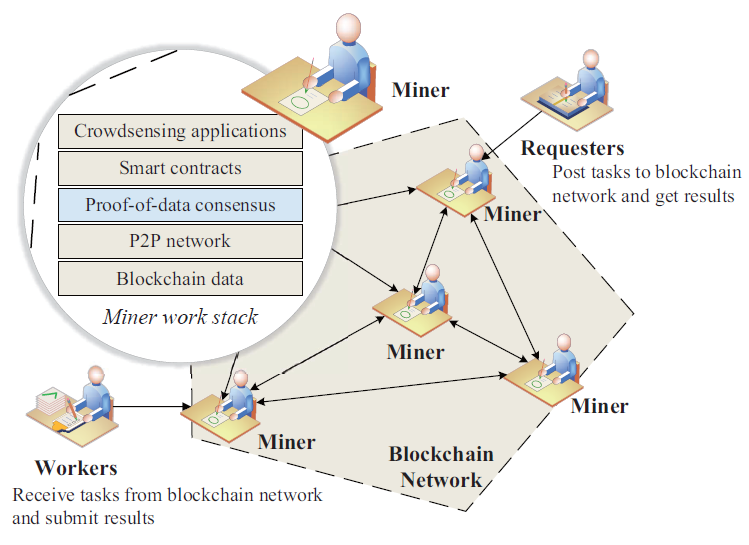 Miner
Crowdsensing applications
Smart contracts
Proof-of-data consensus
P2P network
Blockchain data
Miner work stack
Requesters
Post tasks to blockchain
network and get results
Miner
Miner
Miner
Miner
Blockchain
Network
Workers
Receive tasks from blockchain network
and submit results